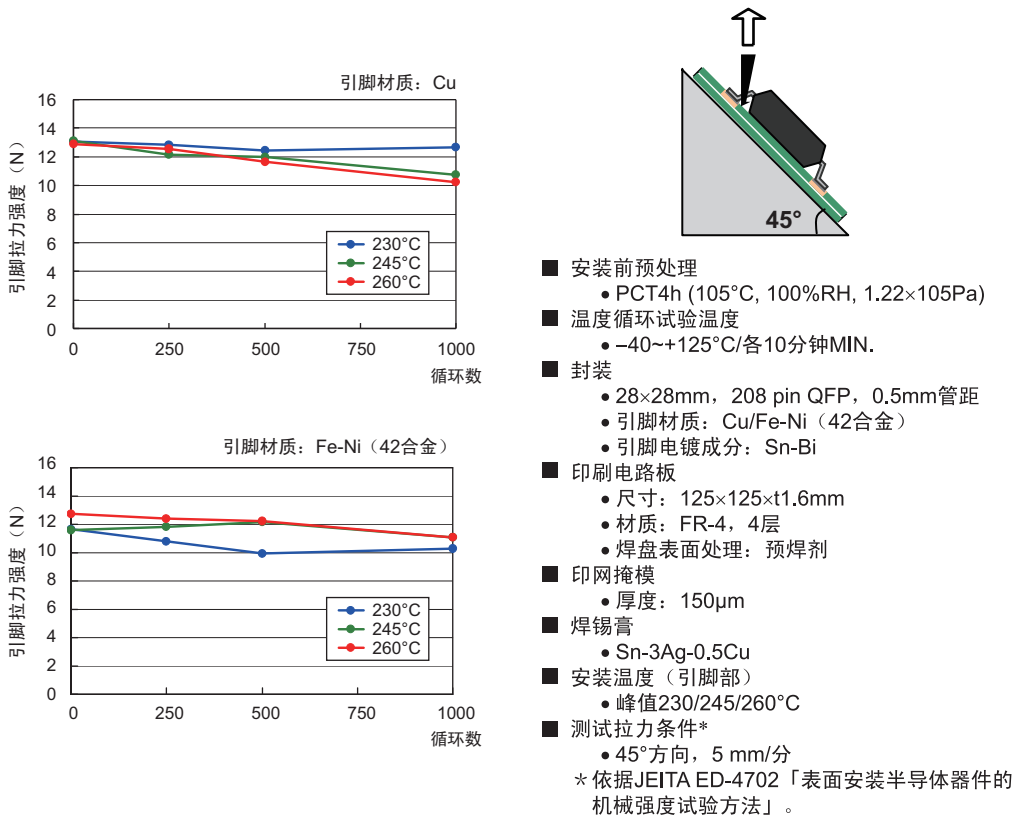 引脚材质：Cu
引脚拉力强度（N）
16
14
12
10
8
6
4
2
0
230°C
245°C
260°C
0 250 500 750 1000
循环数
引脚材质：Fe-Ni（42合金）
引脚拉力强度（N）
16
14
12
10
8
6
4
2
0
230°C
245°C
260°C
0 250 500 750 1000
循环数
45°
■ 安装前预处理
• PCT4h (105°C, 100%RH, 1.22×105Pa)
■ 温度循环试验温度
• –40~+125°C/各10分钟MIN.
■ 封装
• 28×28mm，208 pin QFP，0.5mm管距
• 引脚材质：Cu/Fe-Ni（42合金）
• 引脚电镀成分：Sn-Bi
■ 印刷电路板
• 尺寸：125×125×t1.6mm
• 材质：FR-4，4层
• 焊盘表面处理：预焊剂
■ 印网掩模
• 厚度：150μm
■ 焊锡膏
• Sn-3Ag-0.5Cu
■ 安装温度（引脚部）
• 峰值230/245/260°C
■ 测试拉力条件*
• 45°方向，5 mm/分
＊依据JEITA ED-4702「表面安装半导体器件的
机械强度试验方法」。